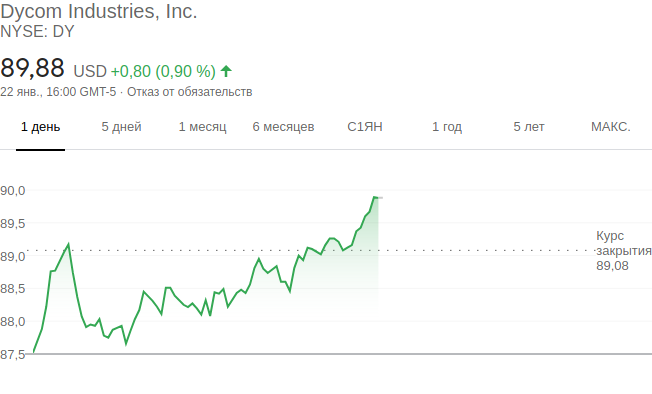 Dycom Industries, Inc.
NYSE: DY
89,88 USD +0,80 (0,90 %)
22 янв., 16:00 GMT-5 · Отказ от обязательств
1 день 5 дней 1 месяц 6 месяцев С1ЯН 1 год 5 лет МАКС.
90,0
89,5
89,0
88,5
88,0
87,5
Курс
закрытия
89,08